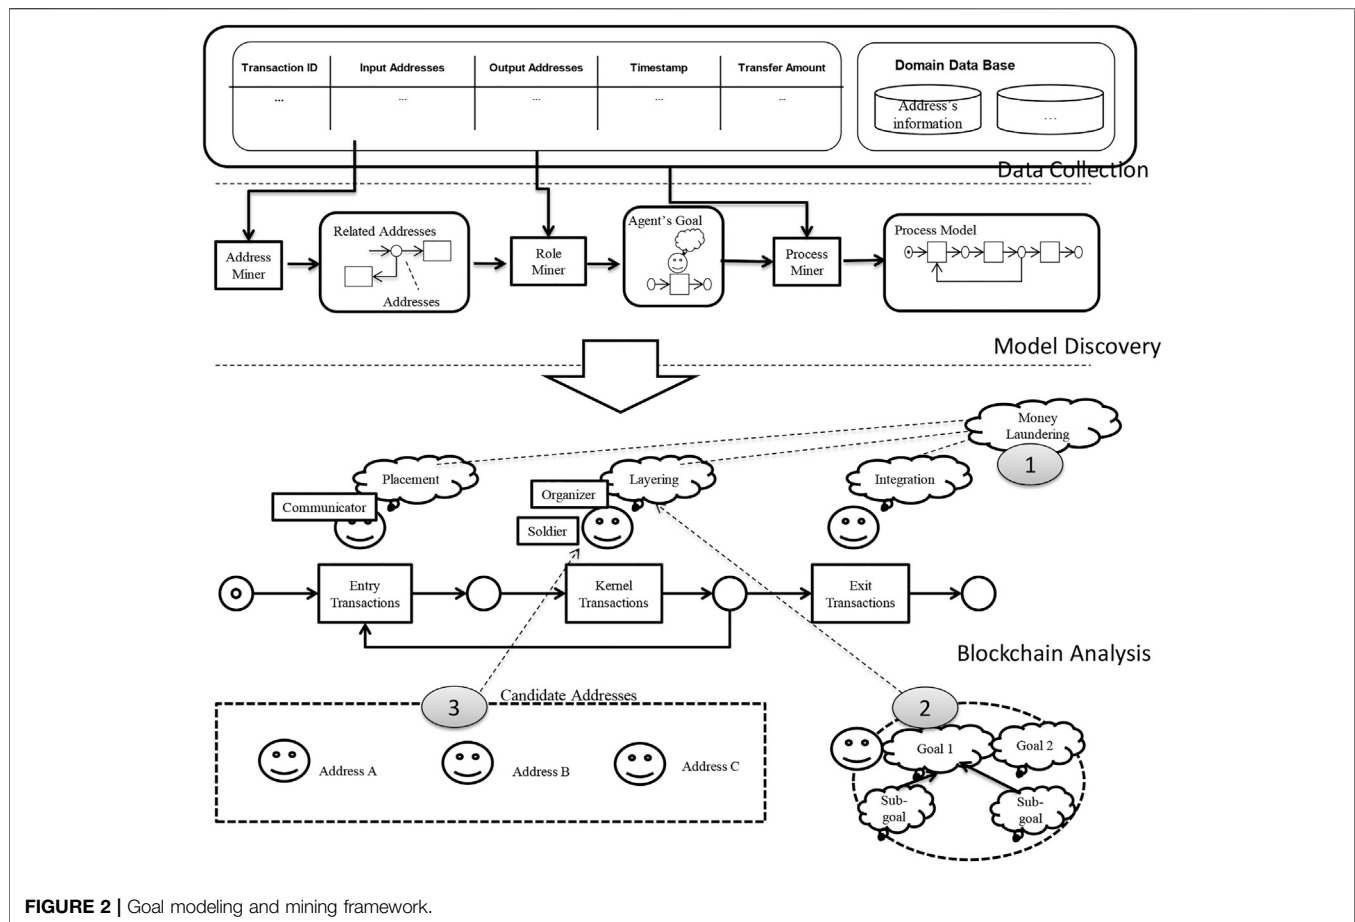 Transaction ID Input Addresses Output Addresses Timestamp Transfer Amount
... ... ... ... ...
Domain Data Base
Address's
information
...
Data Collection
Address
Miner
Related Addresses
Addresses
Role
Miner
Agent's Goal
Process
Miner
Process Model
Model Discovery
Money
Laundering
1
Placement
Layering
Integration
Communicator
Organizer
Soldier
Entry
Transactions
Kernel
Transactions
Exit
Transactions
Blockchain Analysis
3
Candidate Addresses
Address A
Address B
Address C
2
Goal 1
Goal 2
Sub-
goal
Sub-
goal
FIGURE 2 | Goal modeling and mining framework.